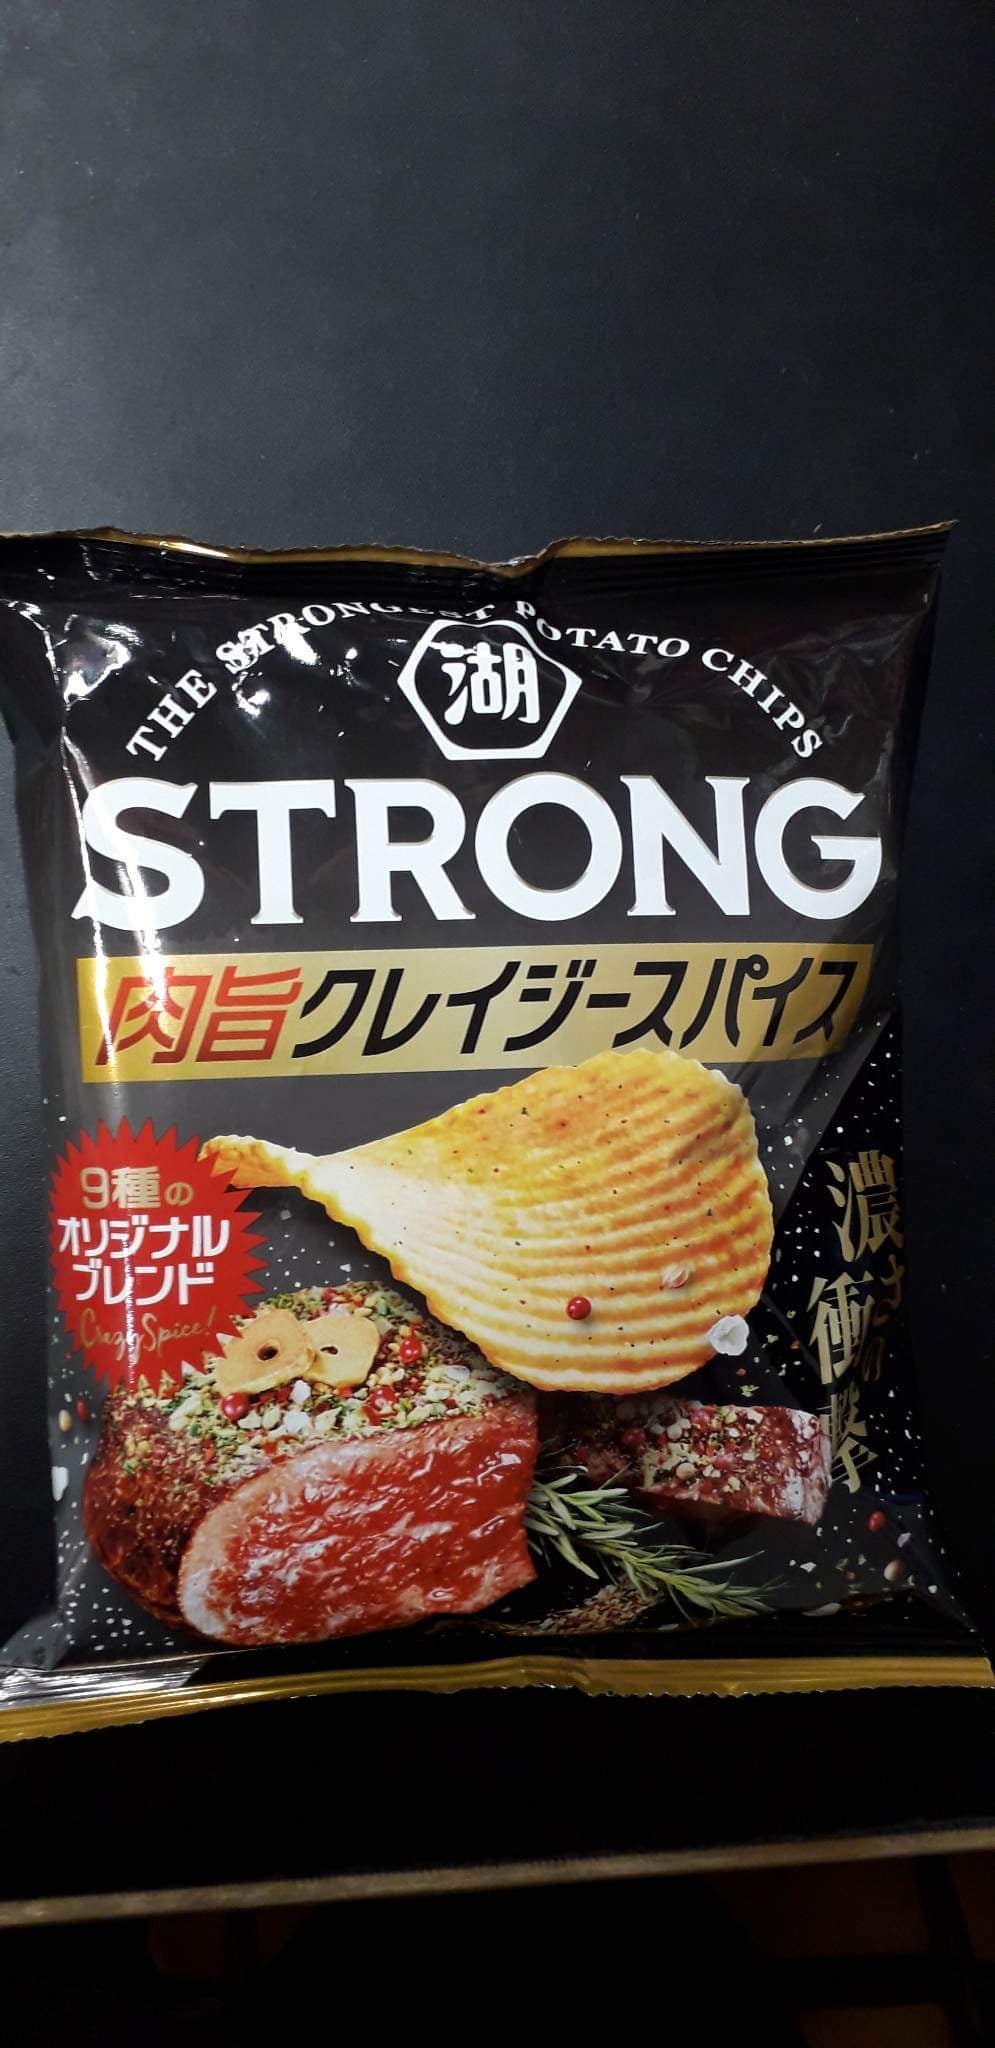 THE STRONGEST POTATO CHIPS
湖
STRONG
肉旨クレイジースパイス
9種の
オリジナル
ブレンド
Crazy Spice!
濃さの衝撃